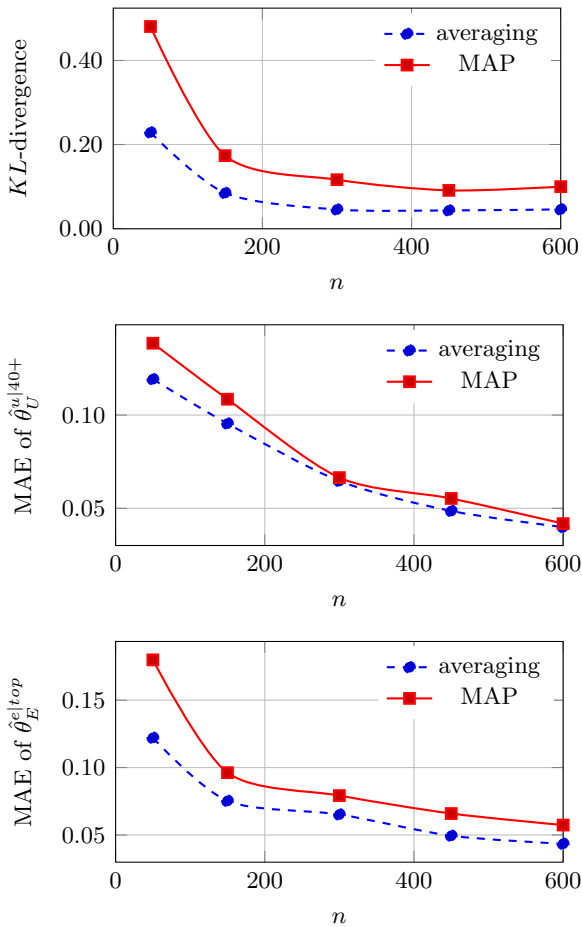 KL-divergence
0.40
0.20
0.00
averaging
MAP
0 200 400 600
n
MAE of θ̂_U^{u|40+}
0.10
0.05
averaging
MAP
0 200 400 600
n
MAE of θ̂_E^{e|top}
0.15
0.10
0.05
averaging
MAP
0 200 400 600
n